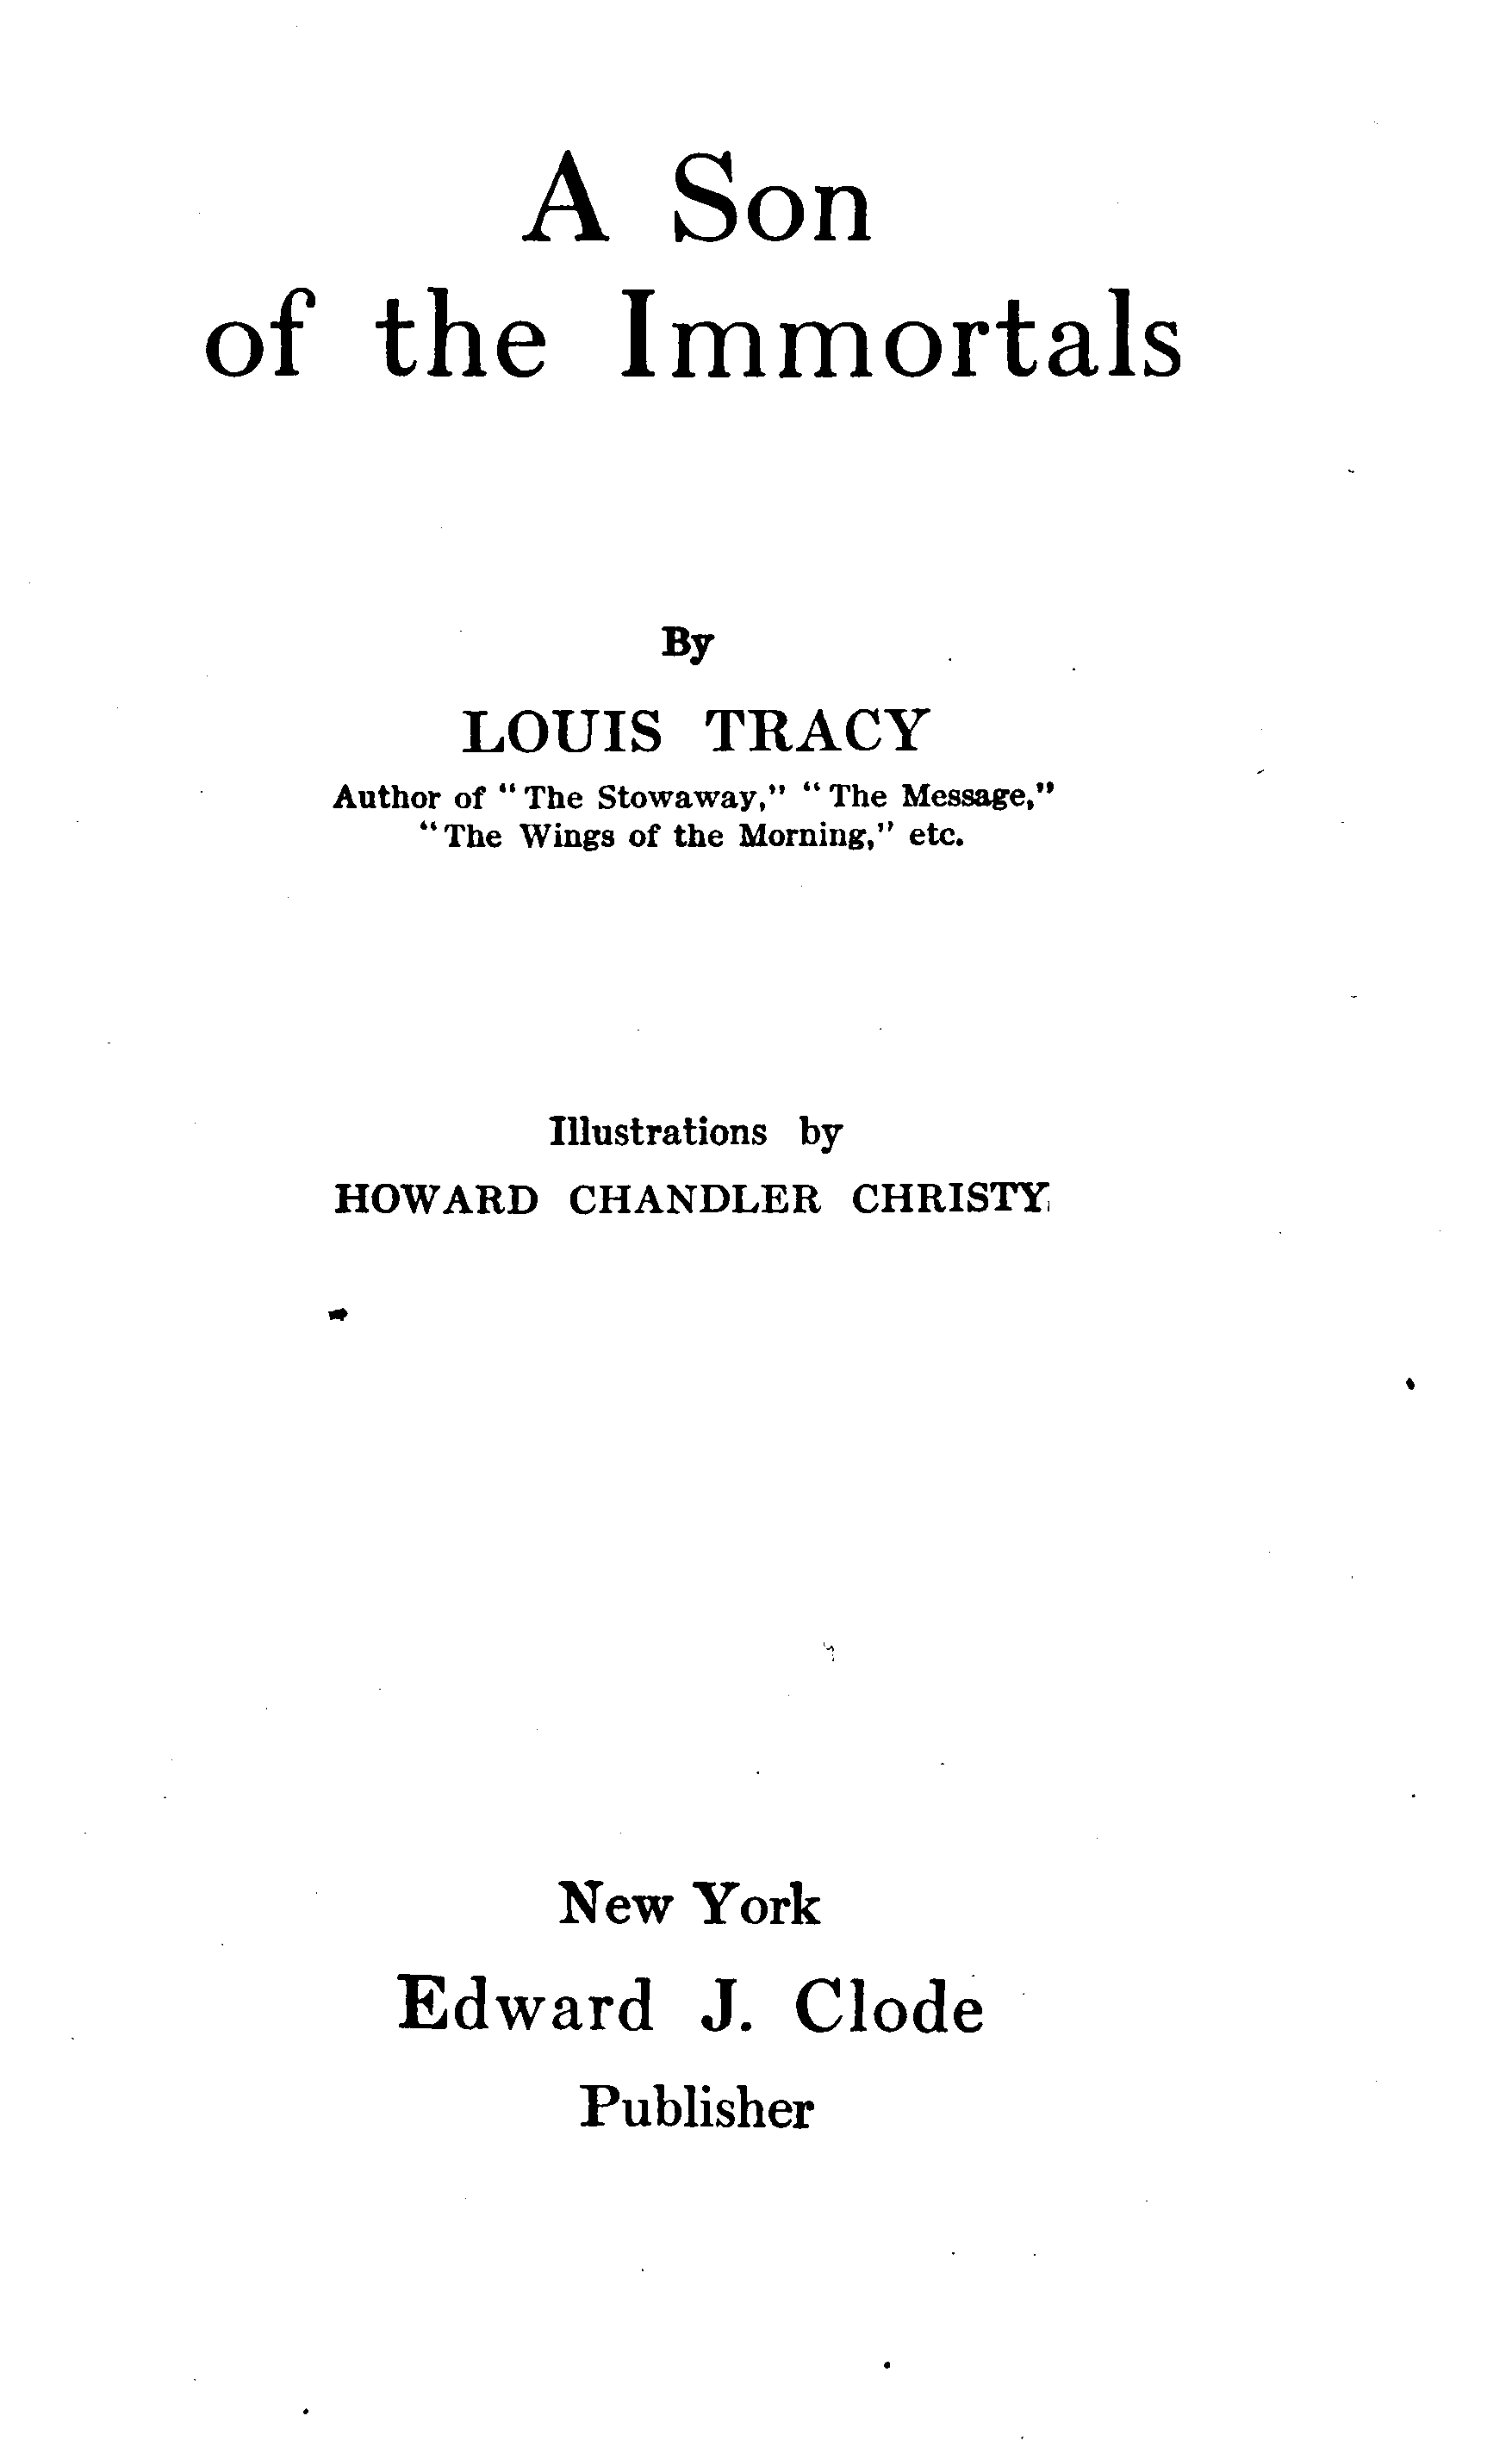 A Son
of the Immortals
By
LOUIS TRACY
Author of "The Stowaway," "The Message,"
"The Wings of the Morning," etc.
Illustrations by
HOWARD CHANDLER CHRISTY
New York
Edward J. Clode
Publisher